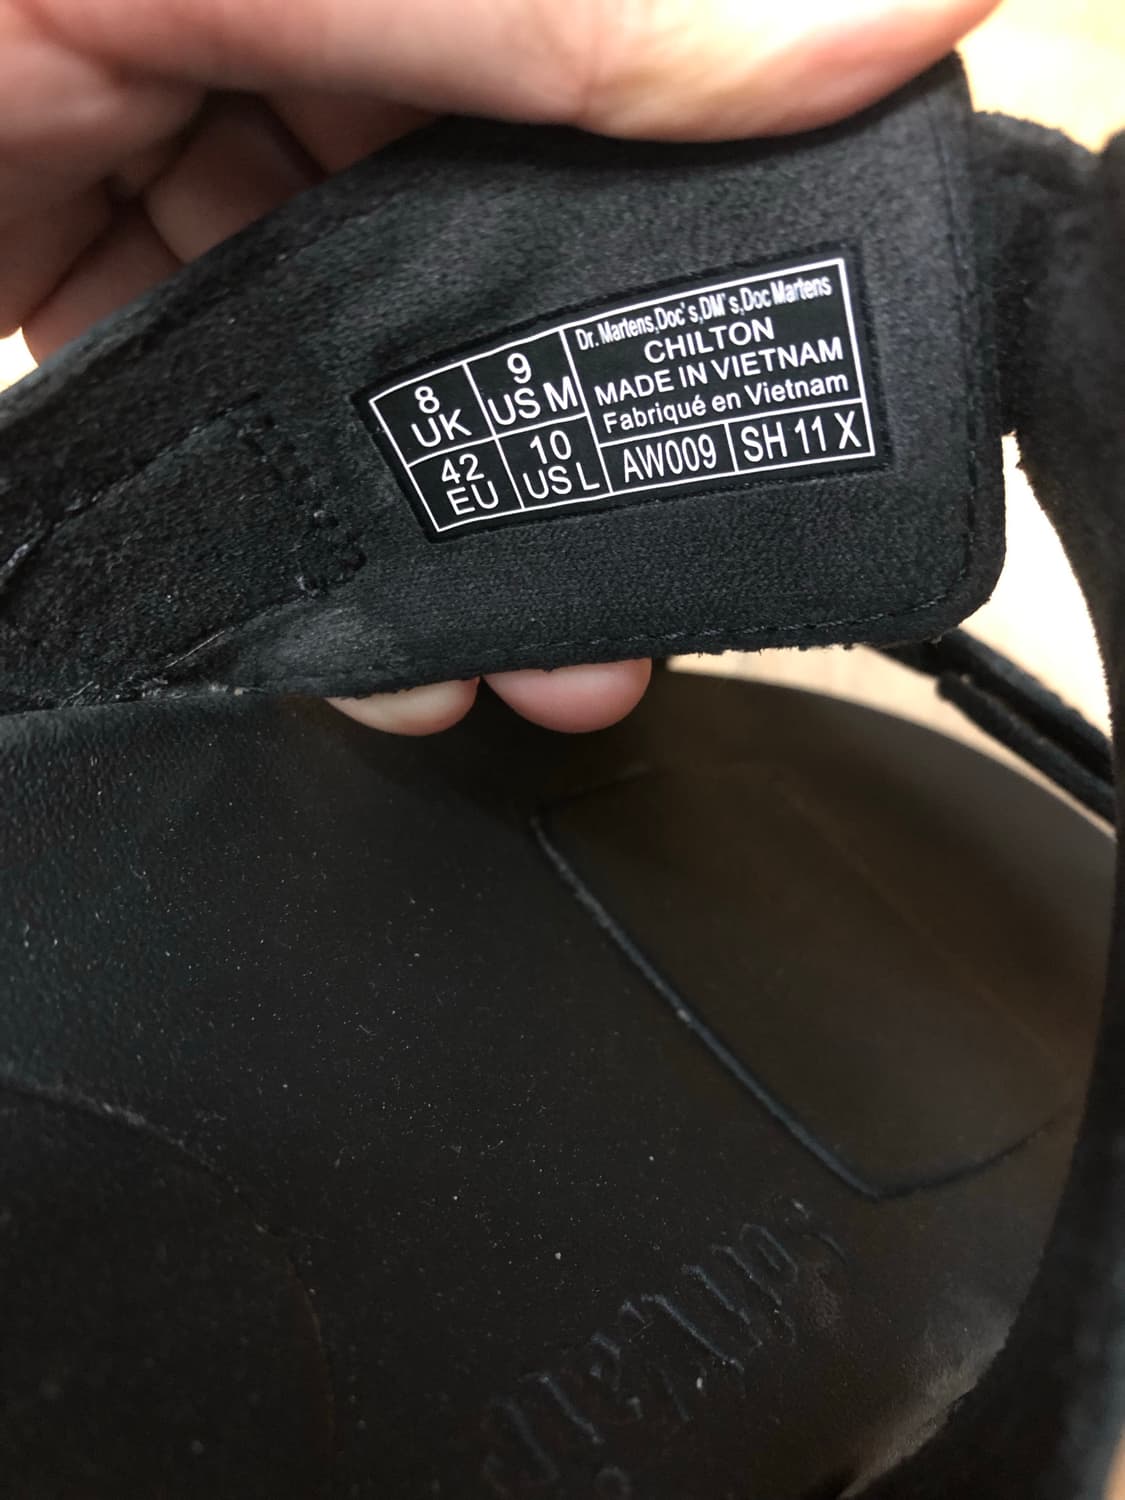 8 UK
9 US M
42 EU
10 US L
Dr. Martens,Doc's,DM's,Doc Martens
CHILTON
MADE IN VIETNAM
Fabriqué en Vietnam
AW009
SH 11 X